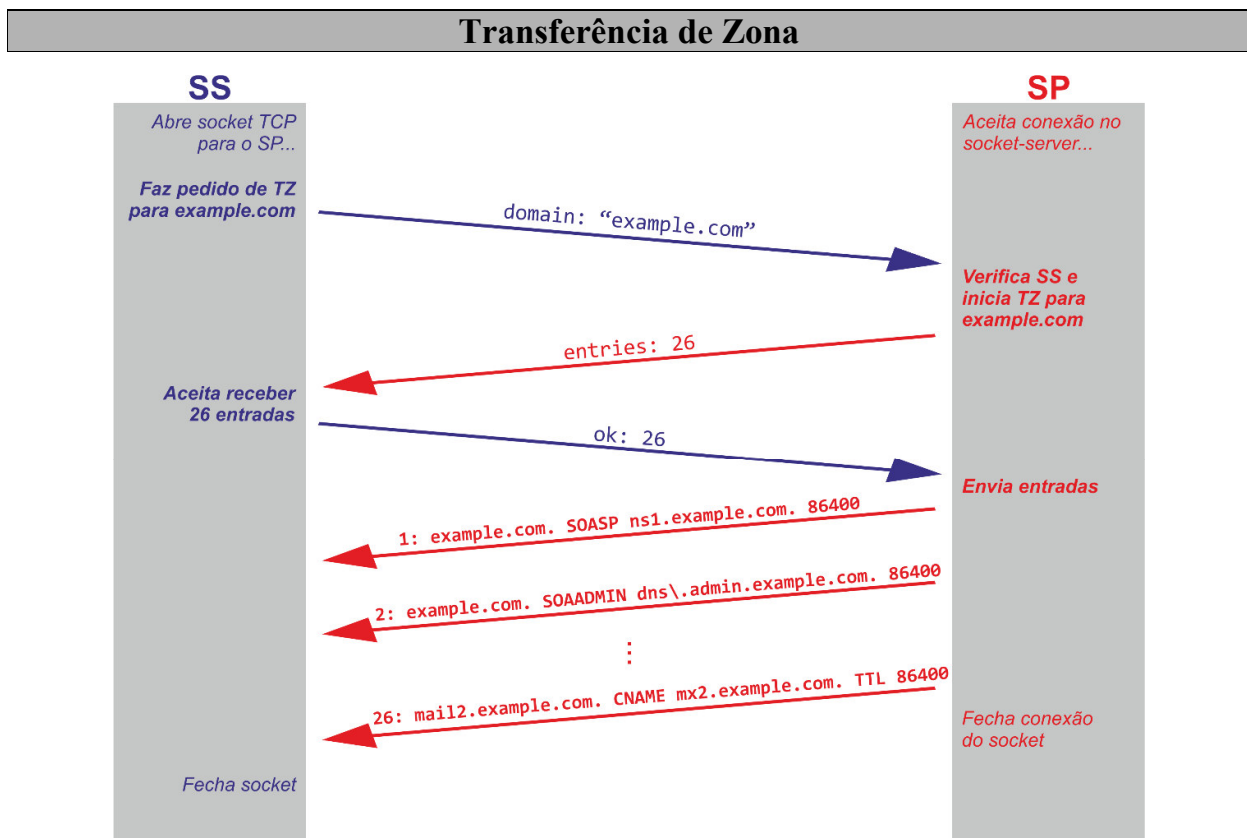 Transferência de Zona
SS
SP
Abre socket TCP
para o SP...
Aceita conexão no
socket-server...
Faz pedido de TZ
para example.com
domain: “example.com”
Verifica SS e
inicia TZ para
example.com
entries: 26
Aceita receber
26 entradas
ok: 26
Envia entradas
1: example.com. SOASP ns1.example.com. 86400
2: example.com. SOAADMIN dns\.admin.example.com. 86400
⋮
26: mail2.example.com. CNAME mx2.example.com. TTL 86400
Fecha conexão
do socket
Fecha socket